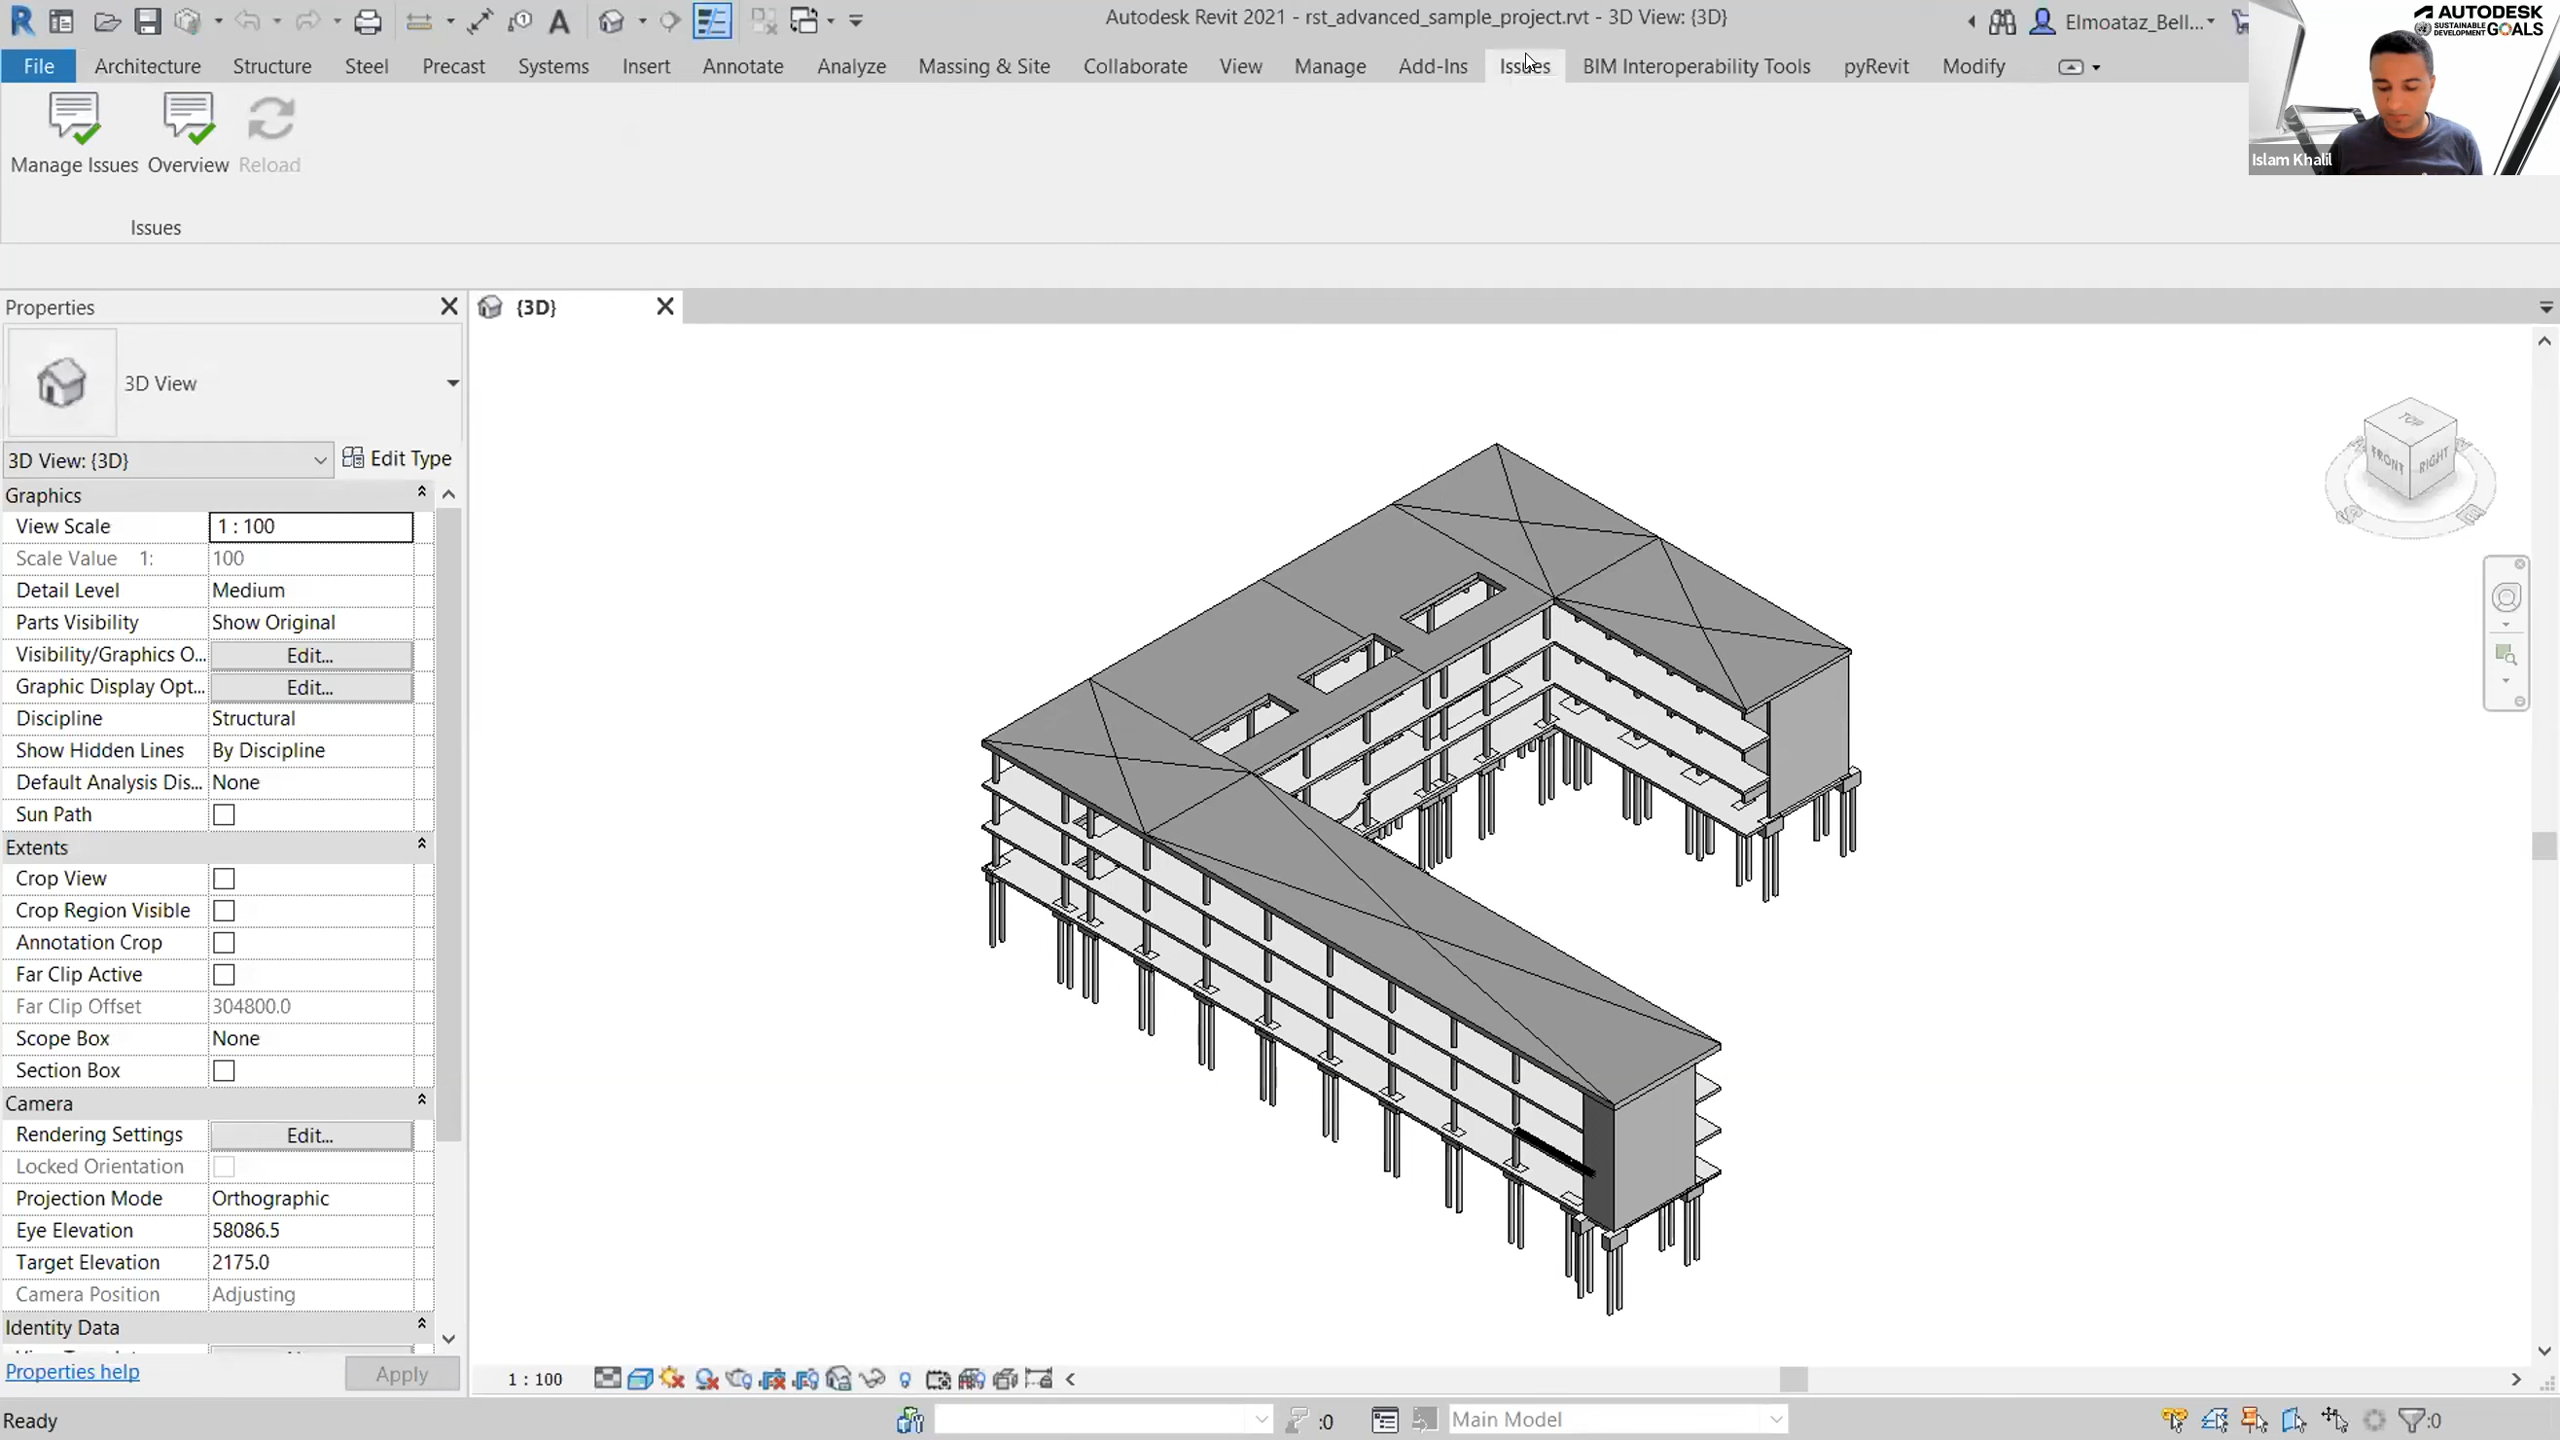 Autodesk Revit 2021 - rst_advanced_sample_project.rvt - 3D View: {3D}
Elmoataz_Bell...
AUTODESK
SUSTAINABLE DEVELOPMENT GOALS
File Architecture Structure Steel Precast Systems Insert Annotate Analyze Massing & Site Collaborate View Manage Add-Ins Issues BIM Interoperability Tools pyRevit Modify
Manage Issues Overview Reload
Islam Khalil
Issues
Properties
{3D}
3D View
3D View: {3D} Edit Type
Graphics
View Scale 1 : 100
Scale Value 1: 100
Detail Level Medium
Parts Visibility Show Original
Visibility/Graphics O... Edit...
Graphic Display Opt... Edit...
Discipline Structural
Show Hidden Lines By Discipline
Default Analysis Dis... None
Sun Path
Extents
Crop View
Crop Region Visible
Annotation Crop
Far Clip Active
Far Clip Offset 304800.0
Scope Box None
Section Box
Camera
Rendering Settings Edit...
Locked Orientation
Projection Mode Orthographic
Eye Elevation 58086.5
Target Elevation 2175.0
Camera Position Adjusting
Identity Data
Properties help Apply
TOP
FRONT RIGHT
S E
1 : 100
Ready :0 Main Model :0